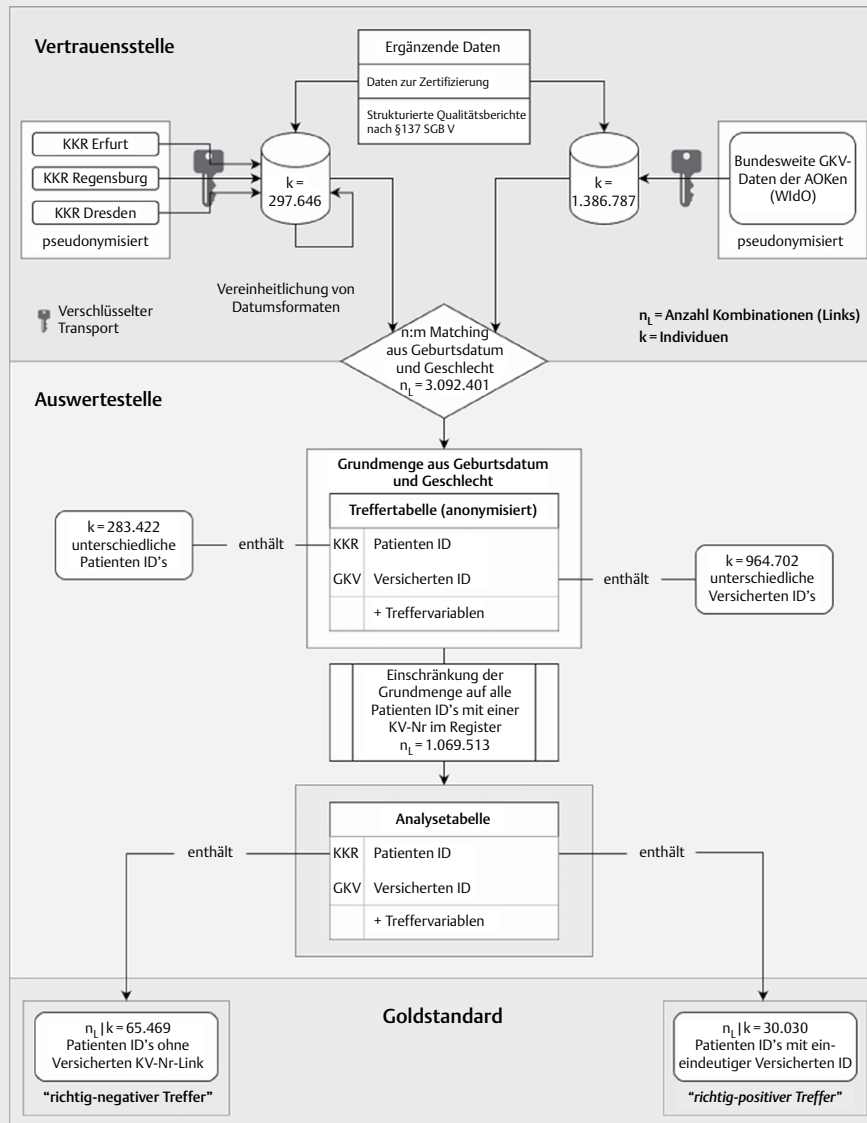 Vertrauensstelle
Ergänzende Daten
Daten zur Zertifizierung
Strukturierte Qualitätsberichte
nach §137 SGB V
KKR Erfurt
KKR Regensburg
KKR Dresden
pseudonymisiert
k =
297.646
k =
1.386.787
Bundesweite GKV-
Daten der AOKen
(WIdO)
pseudonymisiert
Verschlüsselter
Transport
Vereinheitlichung von
Datumsformaten
n:m Matching
aus Geburtsdatum
und Geschlecht
nL = 3.092.401
nL = Anzahl Kombinationen (Links)
k = Individuen
Auswertestelle
Grundmenge aus Geburtsdatum
und Geschlecht
Treffertabelle (anonymisiert)
KKR Patienten ID
GKV Versicherten ID
+ Treffervariablen
k = 283.422
unterschiedliche
Patienten ID's
enthält
enthält
k = 964.702
unterschiedliche
Versicherten ID's
Einschränkung der
Grundmenge auf alle
Patienten ID's mit einer
KV-Nr im Register
nL = 1.069.513
Analysetabelle
KKR Patienten ID
GKV Versicherten ID
+ Treffervariablen
enthält
enthält
Goldstandard
nL | k = 65.469
Patienten ID's ohne
Versicherten KV-Nr-Link
“richtig-negativer Treffer”
nL | k = 30.030
Patienten ID's mit ein-
eindeutiger Versicherten ID
“richtig-positiver Treffer”